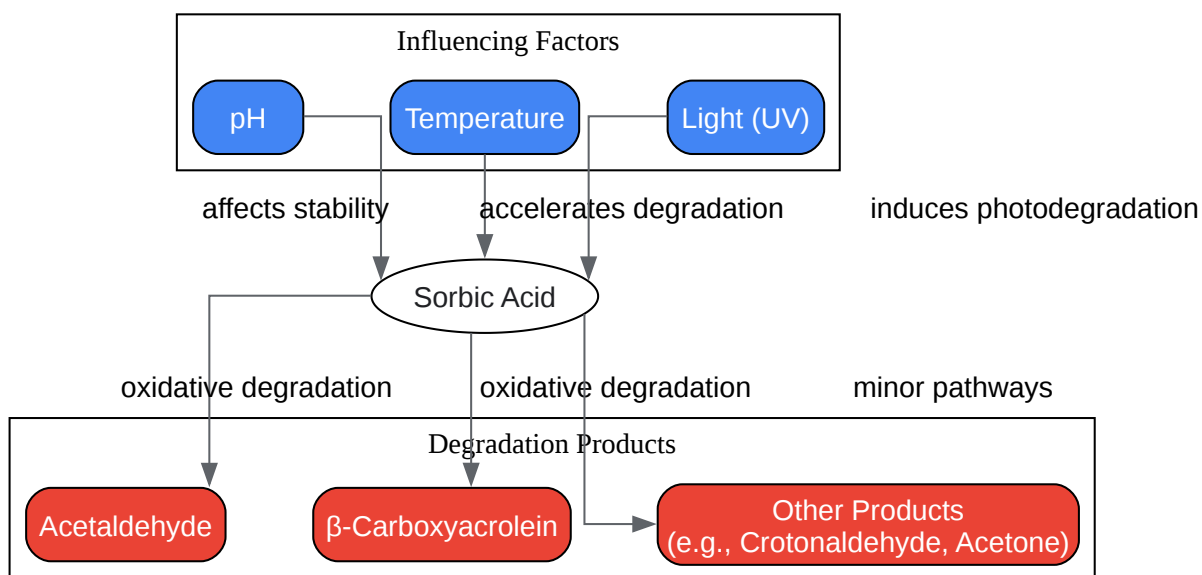 Influencing Factors
pH
Temperature
Light (UV)
affects stability
accelerates degradation
induces photodegradation
Sorbic Acid
oxidative degradation
oxidative degradation
minor pathways
Degradation Products
Acetaldehyde
β-Carboxyacrolein
Other Products
(e.g., Crotonaldehyde, Acetone)